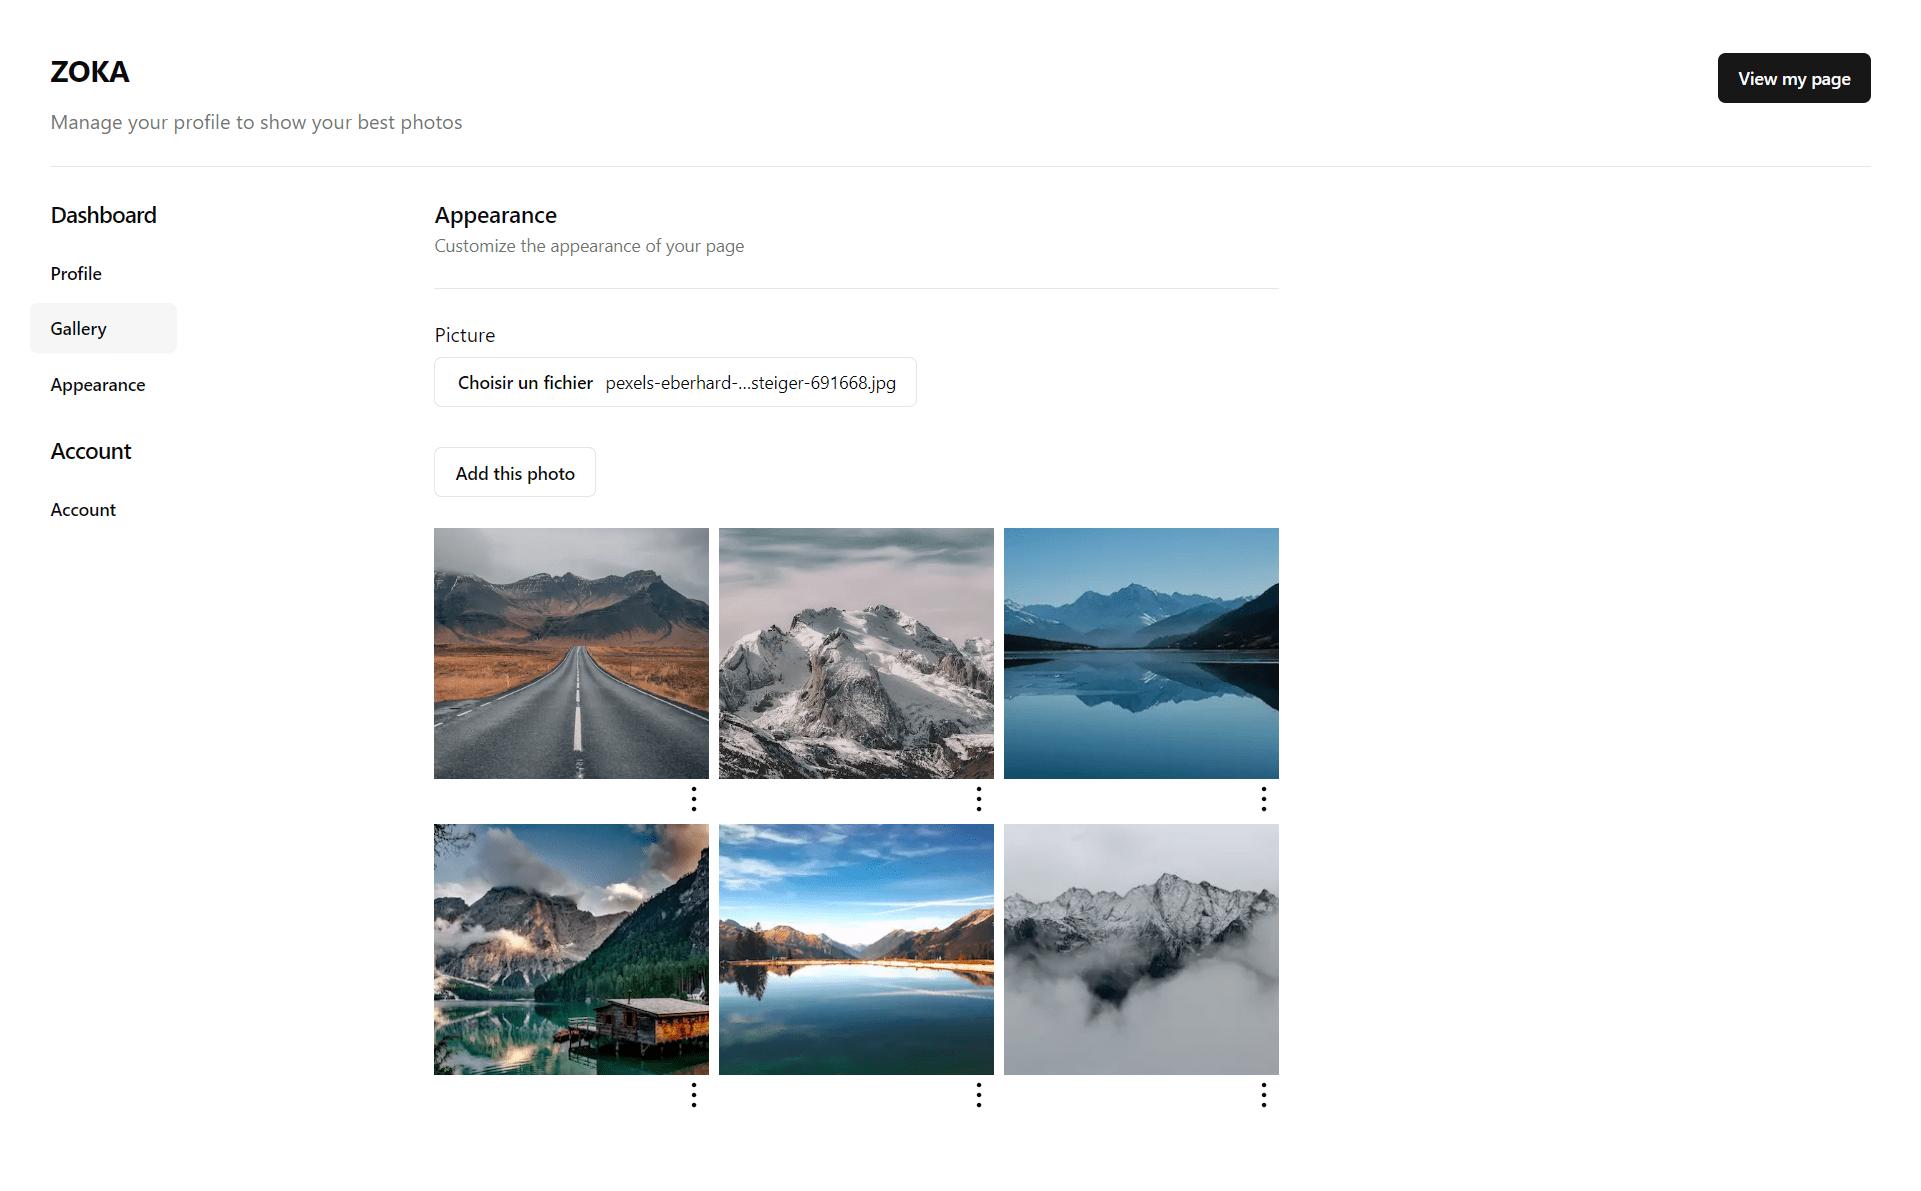 ZOKA
View my page
Manage your profile to show your best photos
Dashboard
Profile
Gallery
Appearance
Account
Account
Appearance
Customize the appearance of your page
Picture
Choisir un fichier pexels-eberhard-...steiger-691668.jpg
Add this photo